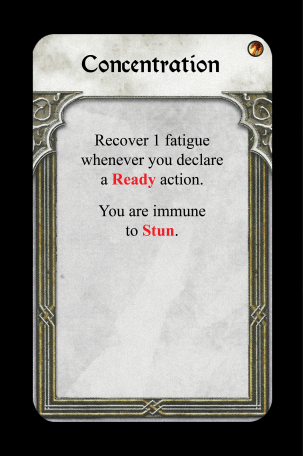 Concentration
Recover 1 fatigue
whenever you declare
a Ready action.
You are immune
to Stun.